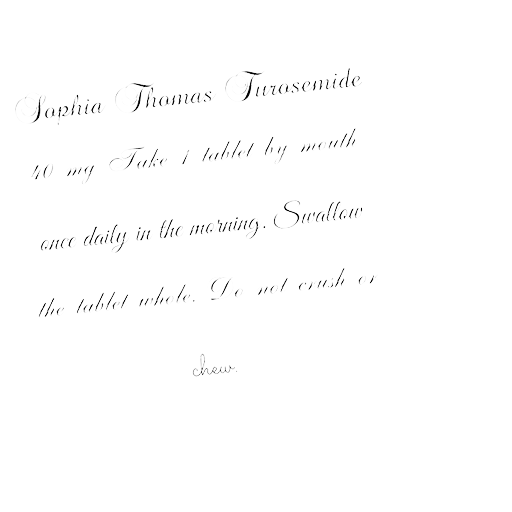 Sophia Thomas Furosemide
40 mg Take 1 tablet by mouth
once daily in the morning. Swallow
the tablet whole. Do not crush or
chew.